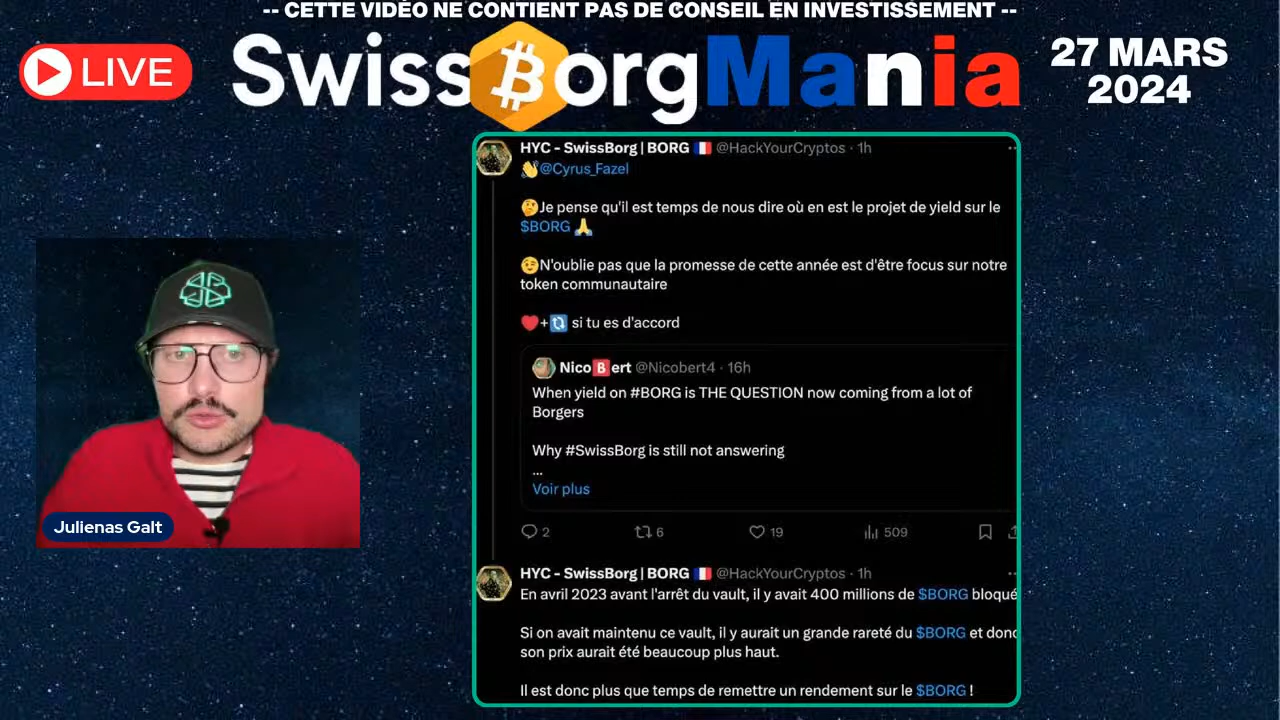 -- CETTE VIDÉO NE CONTIENT PAS DE CONSEIL EN INVESTISSEMENT --
LIVE
SwissBorgMania
27 MARS
2024
HYC - SwissBorg | BORG 🇫🇷 @HackYourCryptos · 1h
👋@Cyrus_Fazel
🤔Je pense qu'il est temps de nous dire où en est le projet de yield sur le
$BORG 🙏
😉N'oublie pas que la promesse de cette année est d'être focus sur notre
token communautaire
❤️+🔃 si tu es d'accord
Nico🅱️ert @Nicobert4 · 16h
When yield on #BORG is THE QUESTION now coming from a lot of
Borgers
Why #SwissBorg is still not answering
...
Voir plus
2 6 19 509
HYC - SwissBorg | BORG 🇫🇷 @HackYourCryptos · 1h
En avril 2023 avant l'arrêt du vault, il y avait 400 millions de $BORG bloqué
Si on avait maintenu ce vault, il y aurait un grande rareté du $BORG et donc
son prix aurait été beaucoup plus haut.
Il est donc plus que temps de remettre un rendement sur le $BORG !
Julienas Galt